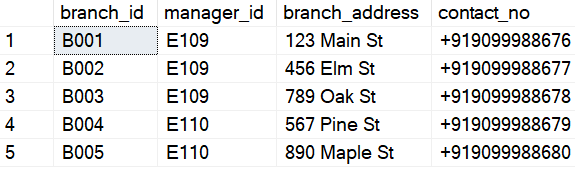 branch_id manager_id branch_address contact_no
1 B001 E109 123 Main St +919099988676
2 B002 E109 456 Elm St +919099988677
3 B003 E109 789 Oak St +919099988678
4 B004 E110 567 Pine St +919099988679
5 B005 E110 890 Maple St +919099988680